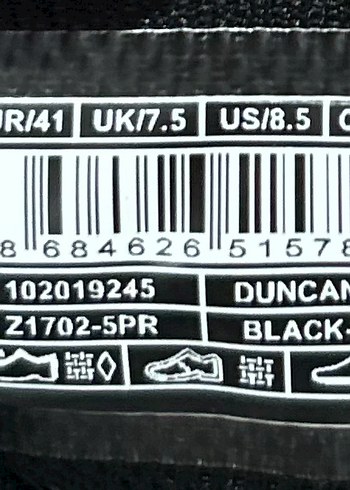 UR/41 UK/7.5 US/8.5
8 684626 51578
102019245 DUNCAN
Z1702-5PR BLACK-